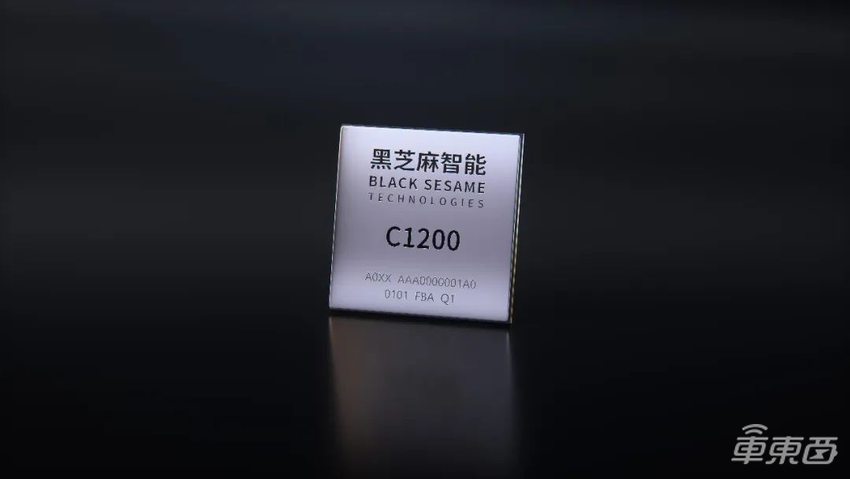 黑芝麻智能
BLACK SESAME
TECHNOLOGIES
C1200
A0XX AAA0000001A0
0101 FBA Q1
車東西